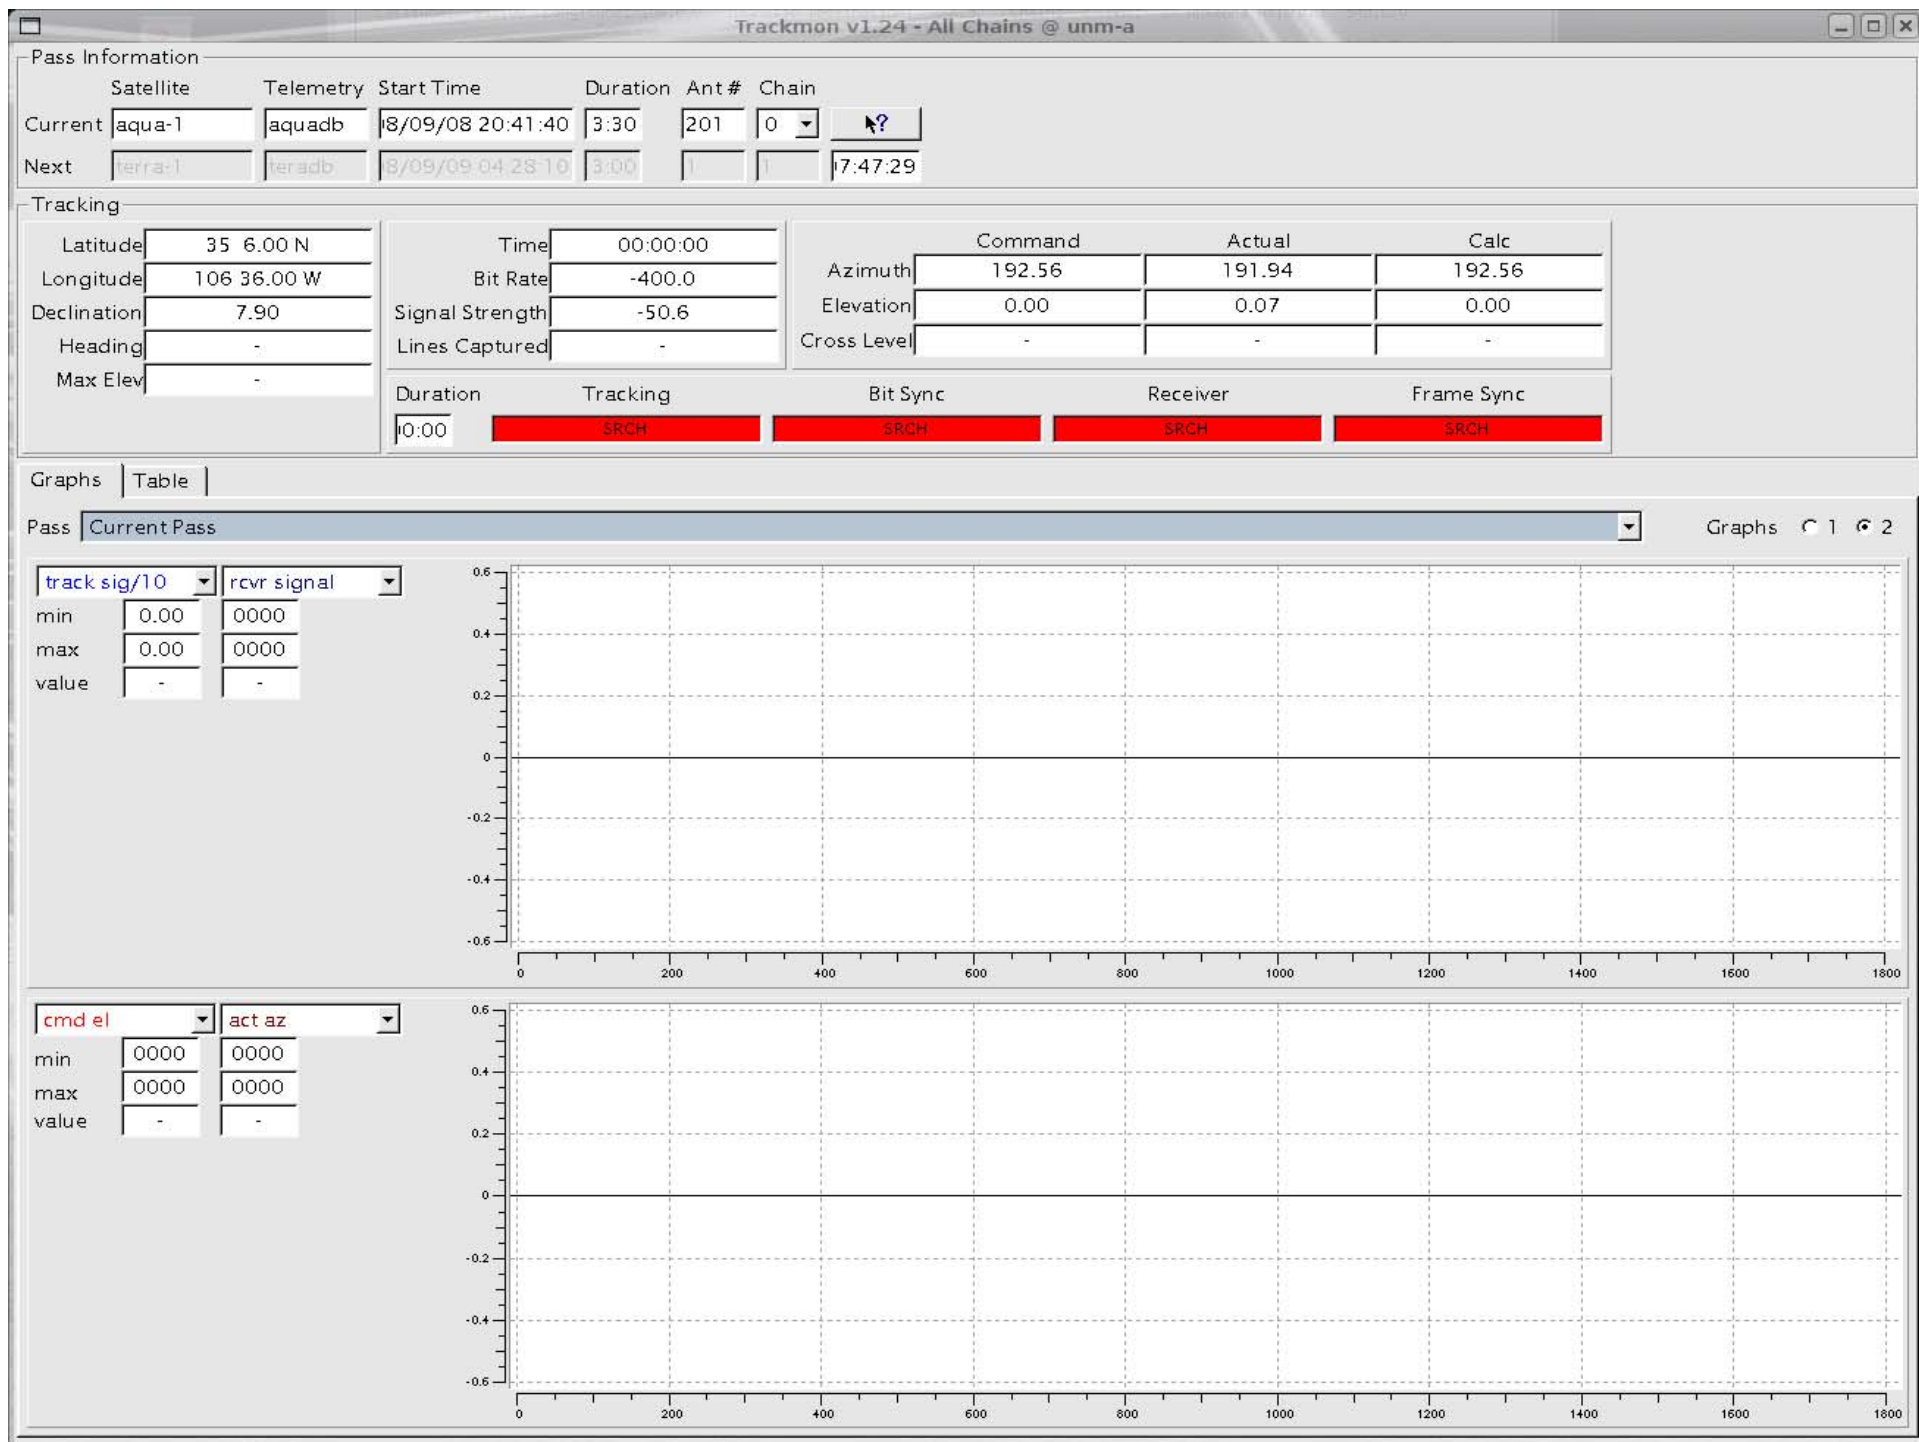 Trackmon v1.24 - All Chains @ unm-a
Pass Information
Satellite Telemetry Start Time Duration Ant # Chain
Current aqua-1 aquadb 8/09/08 20:41:40 3:30 201 0 ?
Next terra-1 teradb 8/09/09 04:28:10 3:00 1 1 7:47:29
Tracking
Latitude 35 6.00 N
Longitude 106 36.00 W
Declination 7.90
Heading -
Max Elev -
Time 00:00:00
Bit Rate -400.0
Signal Strength -50.6
Lines Captured -
Command Actual Calc
Azimuth 192.56 191.94 192.56
Elevation 0.00 0.07 0.00
Cross Level - - -
Duration Tracking Bit Sync Receiver Frame Sync
0:00 SRCH SRCH SRCH SRCH
Graphs Table
Pass Current Pass Graphs 1 2
track sig/10 rcvr signal
min 0.00 0000
max 0.00 0000
value - -
0.6
0.4
0.2
0
-0.2
-0.4
-0.6
0 200 400 600 800 1000 1200 1400 1600 1800
cmd el act az
min 0000 0000
max 0000 0000
value - -
0.6
0.4
0.2
0
-0.2
-0.4
-0.6
0 200 400 600 800 1000 1200 1400 1600 1800